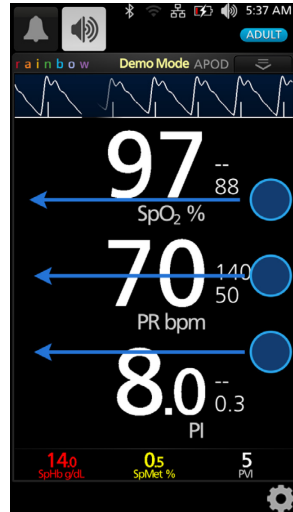 5:37 AM
ADULT
rainbow Demo Mode APOD
97 -- 88
SpO₂ %
70 140 50
PR bpm
8.0 -- 0.3
PI
14.0 0.5 5
SpHb g/dL SpMet % PVI